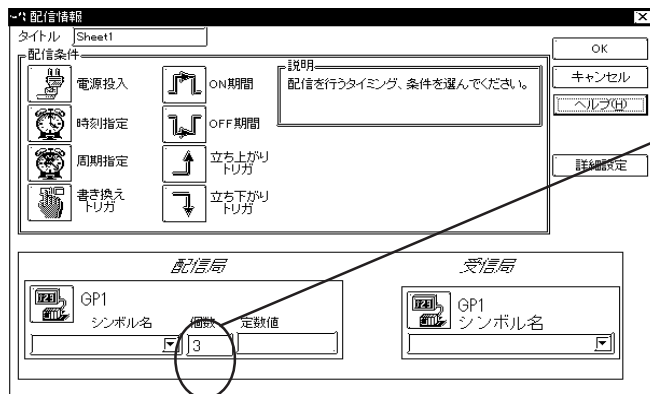 配信情報
タイトル Sheet1
配信条件
電源投入
時刻指定
周期指定
書き換え
トリガ
ON期間
OFF期間
立ち上がり
トリガ
立ち下がり
トリガ
説明
配信を行うタイミング、条件を選んでください。
OK
キャンセル
ヘルプ(H)
詳細設定
配信局
GP1
シンボル名 個数 定数値
3
受信局
GP1
シンボル名